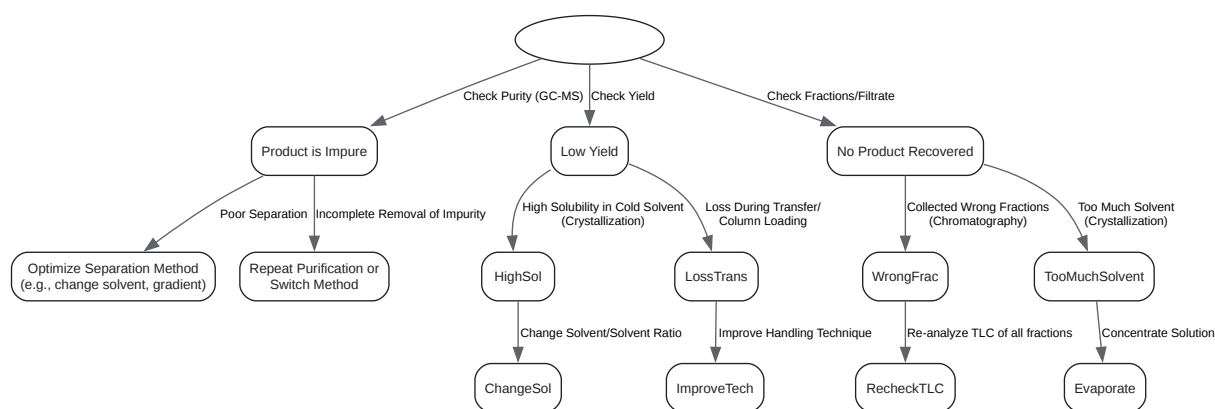 Check Purity (GC-MS)
Check Yield
Check Fractions/Filtrate
Product is Impure
Low Yield
No Product Recovered
Poor Separation
Incomplete Removal of Impurity
High Solubility in Cold Solvent
(Crystallization)
Loss During Transfer/
Column Loading
Collected Wrong Fractions
(Chromatography)
Too Much Solvent
(Crystallization)
Optimize Separation Method
(e.g., change solvent, gradient)
Repeat Purification or
Switch Method
HighSol
LossTrans
WrongFrac
TooMuchSolvent
Change Solvent/Solvent Ratio
Improve Handling Technique
Re-analyze TLC of all fractions
Concentrate Solution
ChangeSol
ImproveTech
RecheckTLC
Evaporate